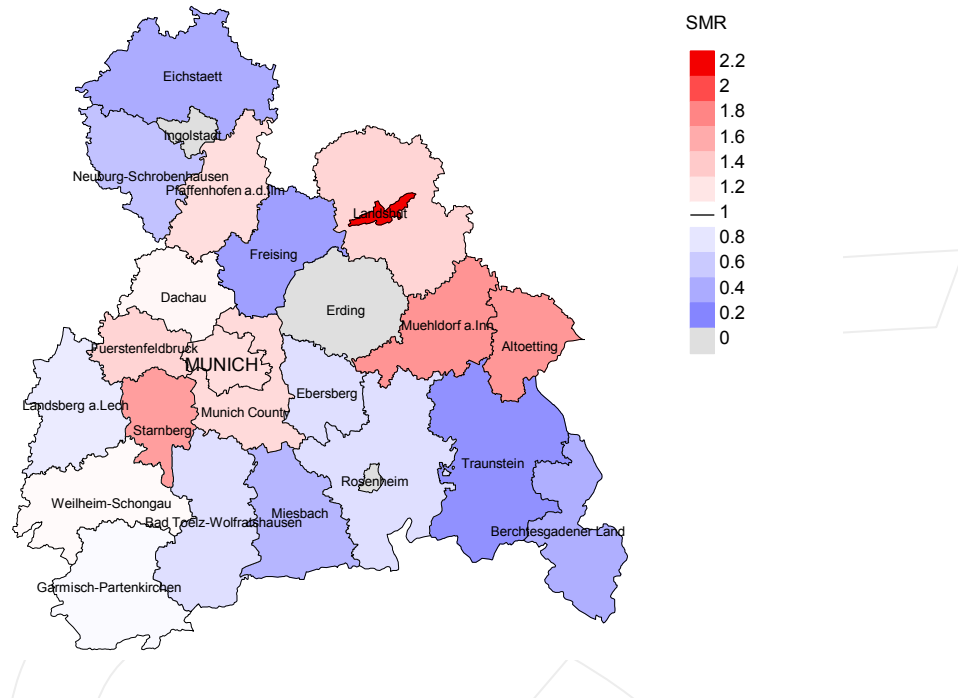 SMR
2.2
2
1.8
1.6
1.4
1.2
1
0.8
0.6
0.4
0.2
0
Eichstaett
Ingolstadt
Neuburg-Schrobenhausen
Pfaffenhofen a.d.Ilm
Landshut
Freising
Dachau
Erding
Muehldorf a.Inn
Altoetting
Fuerstenfeldbruck
MUNICH
Ebersberg
Landsberg a.Lech
Munich County
Starnberg
Traunstein
Rosenheim
Weilheim-Schongau
Miesbach
Bad Toelz-Wolfratshausen
Berchtesgadener Land
Garmisch-Partenkirchen